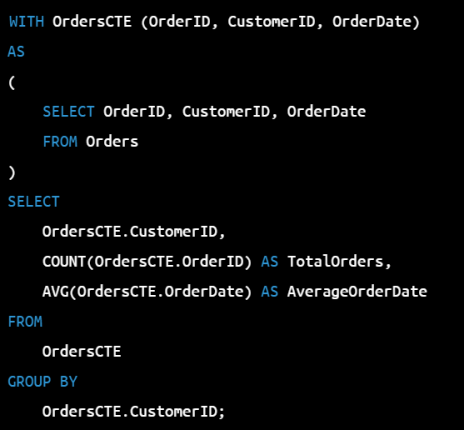 WITH OrdersCTE (OrderID, CustomerID, OrderDate)
AS
(
SELECT OrderID, CustomerID, OrderDate
FROM Orders
)
SELECT
OrdersCTE.CustomerID,
COUNT(OrdersCTE.OrderID) AS TotalOrders,
AVG(OrdersCTE.OrderDate) AS AverageOrderDate
FROM
OrdersCTE
GROUP BY
OrdersCTE.CustomerID;